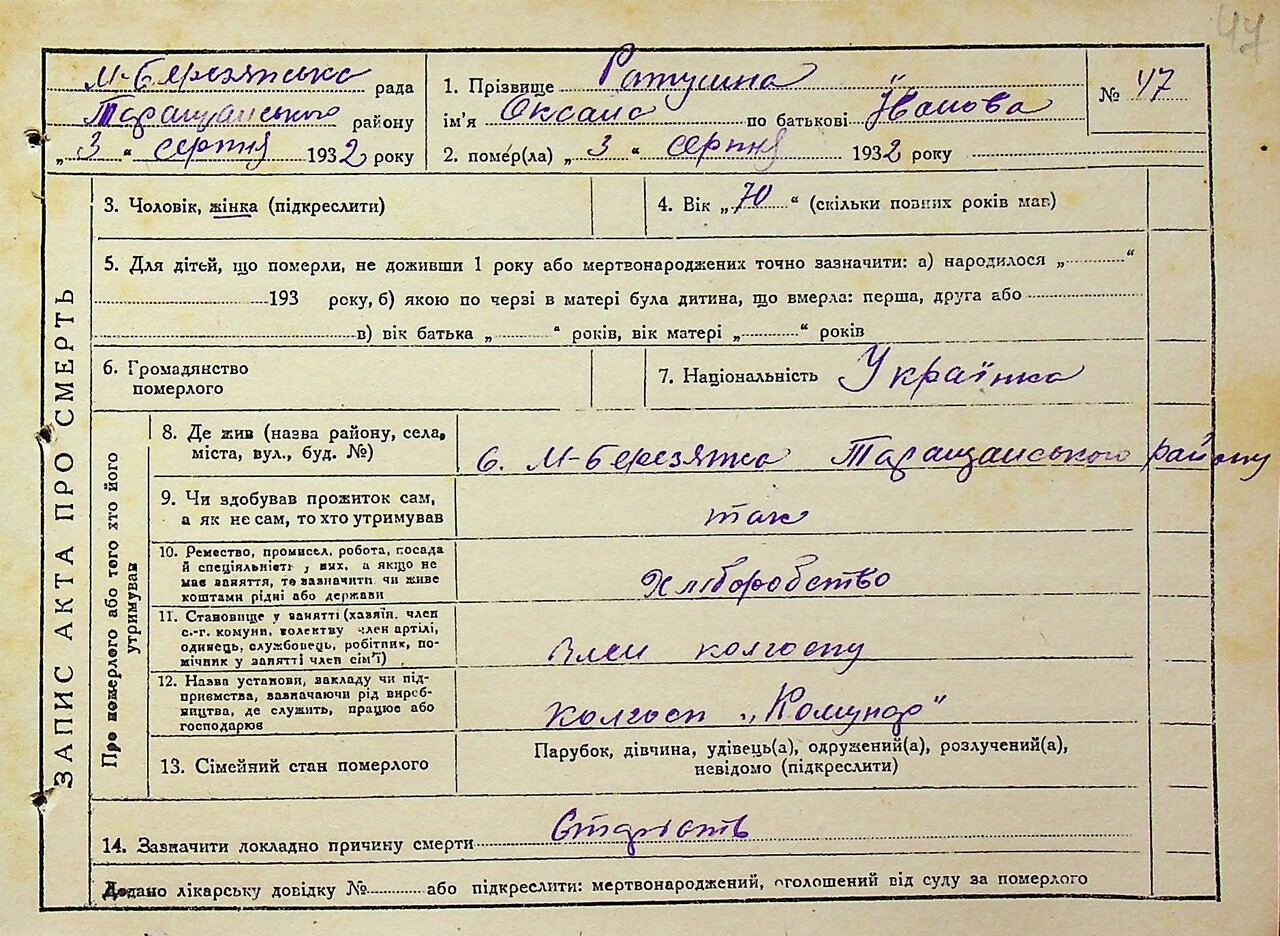 47
М-Березянська рада
Таращанського району
„ 3 “ серпня 1932 року
1. Прізвище Ратушна
ім'я Оксана по батькові Іванова
2. помер(ла) „ 3 “ серпня 1932 року
№ 47
ЗАПИС АКТА ПРО СМЕРТЬ
3. Чоловік, жінка (підкреслити)
4. Вік „ 70 “ (скільки повних років мав)
5. Для дітей, що померли, не доживши 1 року або мертвонароджених точно зазначити: а) народилося „ “
193 року, б) якою по черзі в матері була дитина, що вмерла: перша, друга або
в) вік батька „ “ років, вік матері „ “ років
6. Громадянство
померлого
7. Національність Українка
Про померлого або того хто його
утримував
8. Де жив (назва району, села,
міста, вул., буд. №)
с. М-Березянка Таращанського району
9. Чи здобував прожиток сам,
а як не сам, то хто утримував
так
10. Ремество, промисел, робота, посада
й спеціяльність у них, а якщо не
має заняття, то зазначити чи живе
коштами рідні або держави
Хліборобство
11. Становище у занятті (хазяїн, член
с.-г. комуни, колективу член артілі,
одинець, службовець, робітник, по-
мічник у занятті член сім'ї)
Член колгоспу
12. Назва установи, закладу чи під-
приємства, зазначаючи рід вироб-
ництва, де служить, працює або
господарює
колгосп „Комунар"
13. Сімейний стан померлого
Парубок, дівчина, удівець(а), одружений(а), розлучений(а),
невідомо (підкреслити)
14. Зазначити докладно причину смерти Старість
Додано лікарську довідку № або підкреслити: мертвонароджений, оголошений від суду за померлого